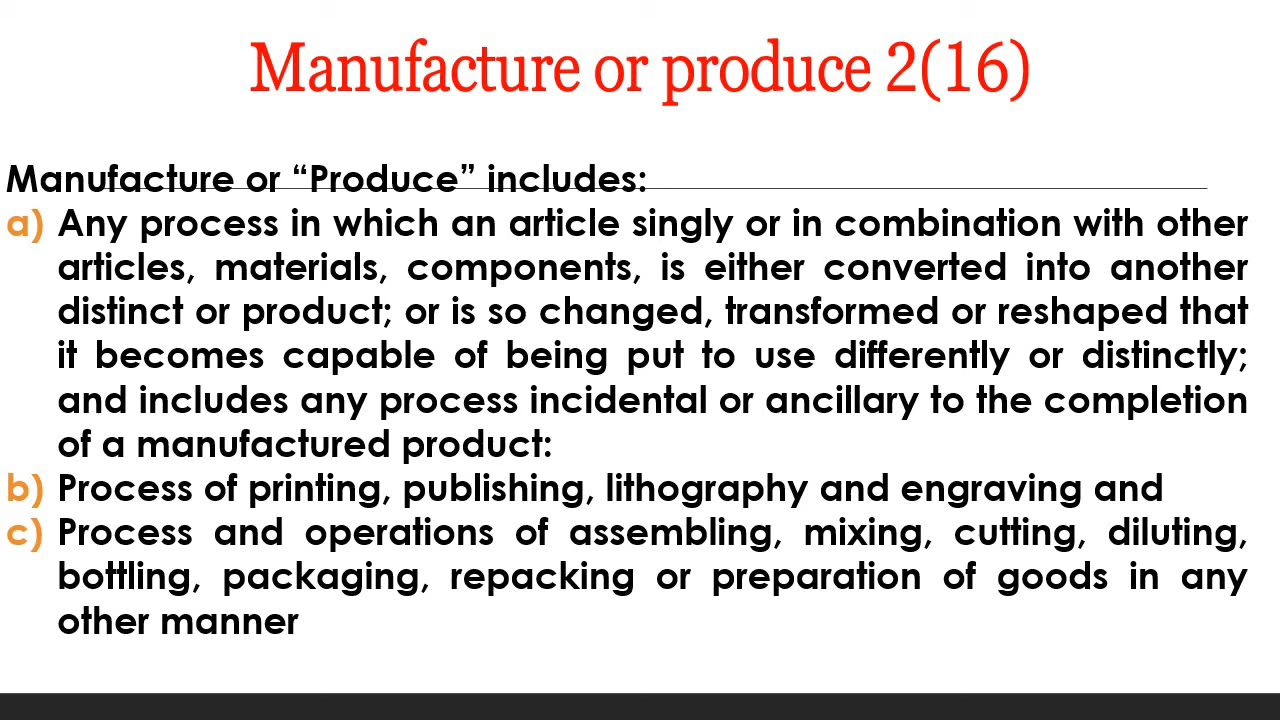 Manufacture or produce 2(16)
Manufacture or “Produce” includes:
a) Any process in which an article singly or in combination with other
articles, materials, components, is either converted into another
distinct or product; or is so changed, transformed or reshaped that
it becomes capable of being put to use differently or distinctly;
and includes any process incidental or ancillary to the completion
of a manufactured product:
b) Process of printing, publishing, lithography and engraving and
c) Process and operations of assembling, mixing, cutting, diluting,
bottling, packaging, repacking or preparation of goods in any
other manner